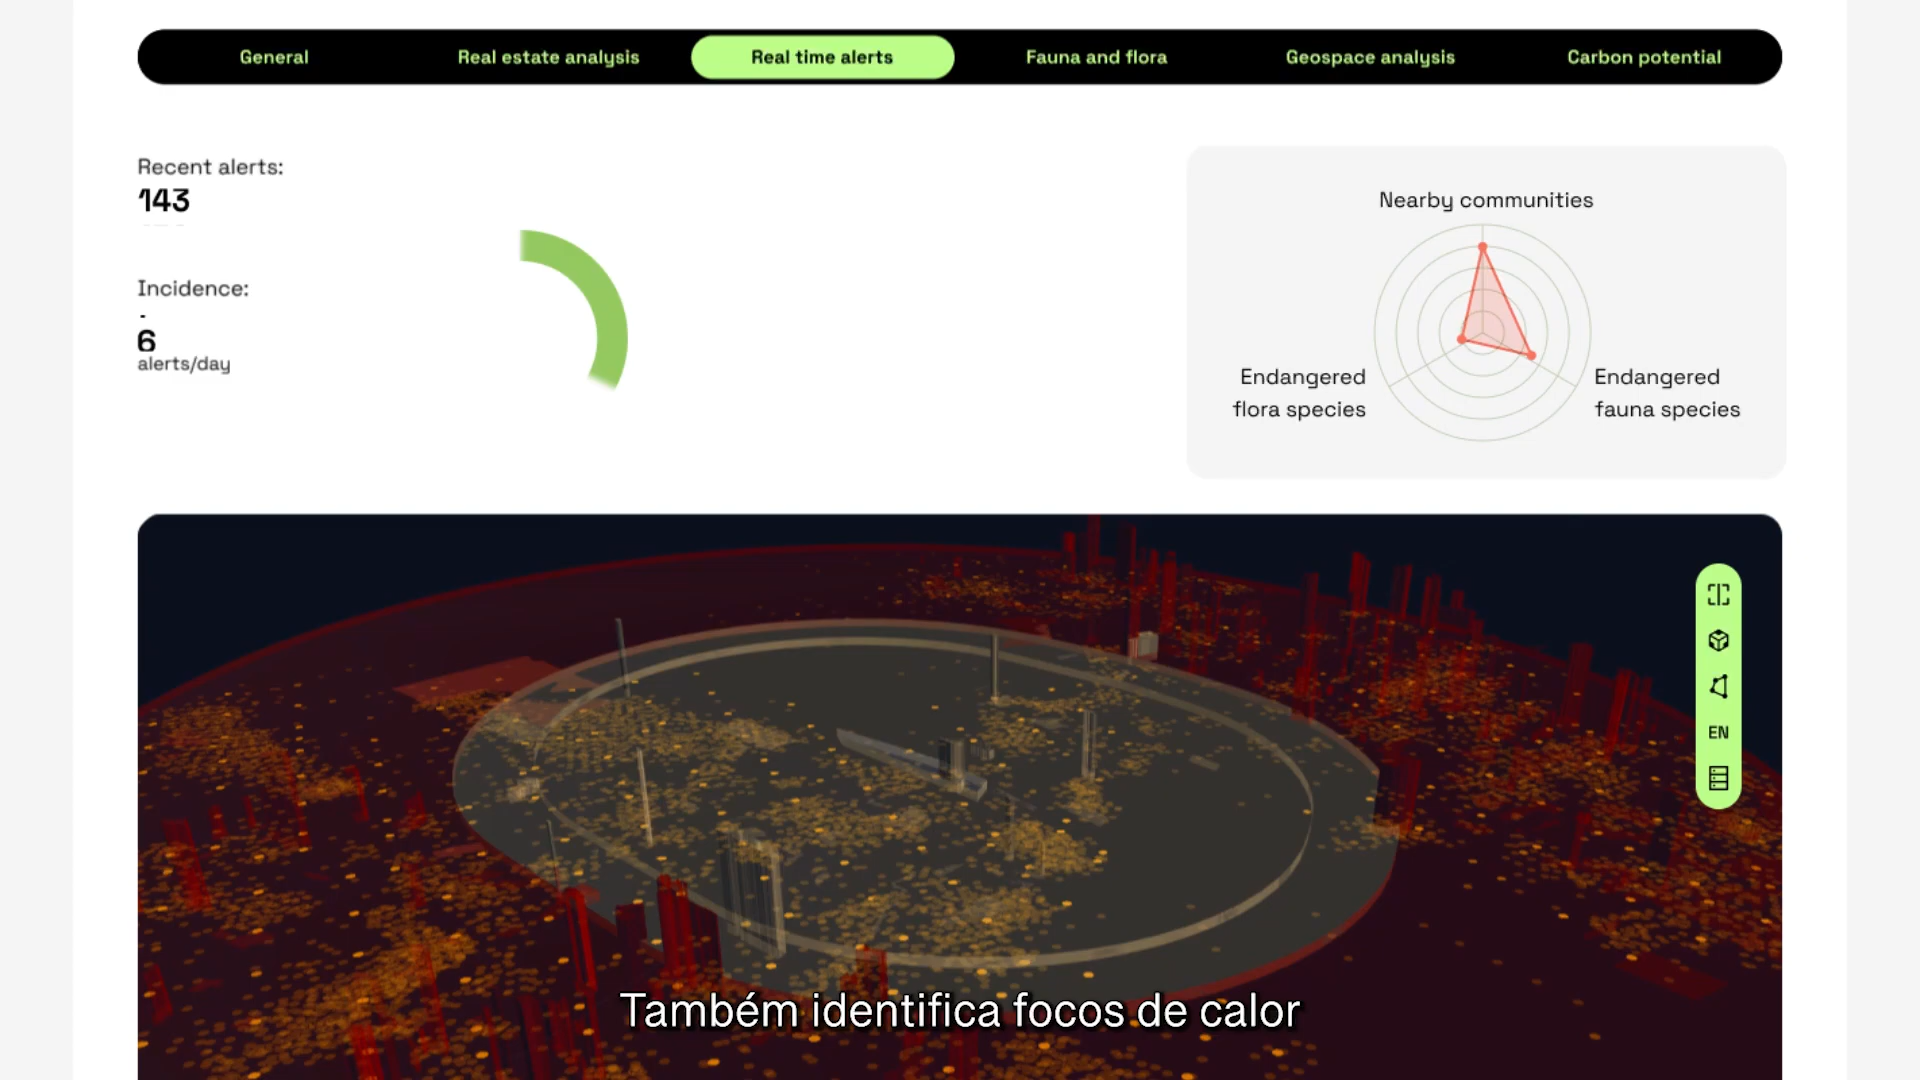 General
Real estate analysis
Real time alerts
Fauna and flora
Geospace analysis
Carbon potential
Recent alerts:
143
Incidence:
6
alerts/day
Nearby communities
Endangered
flora species
Endangered
fauna species
EN
Também identifica focos de calor